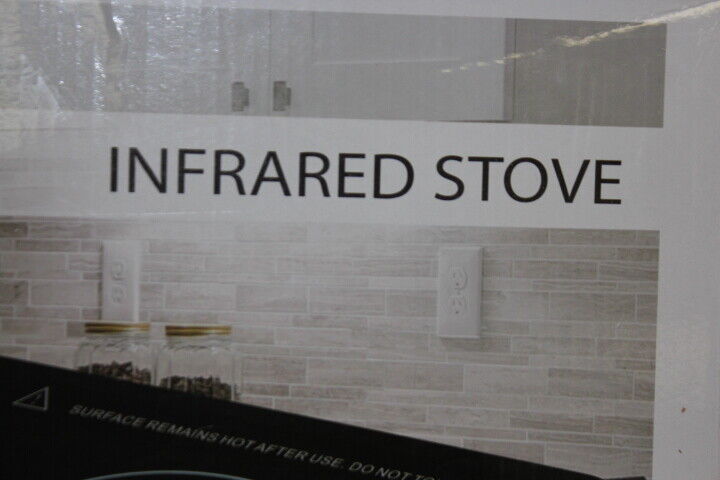 INFRARED STOVE
SURFACE REMAINS HOT AFTER USE. DO NOT